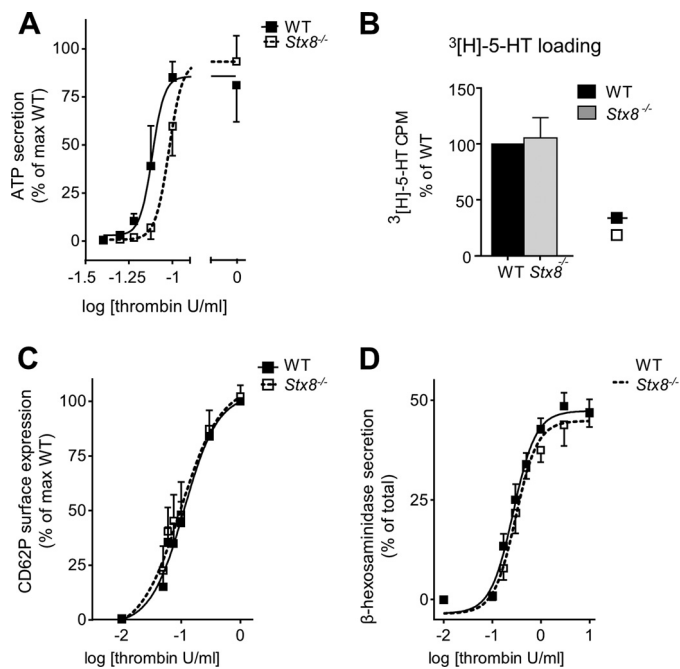 A
WT
Stx8-/-
100
75
50
25
0
ATP secretion
(% of max WT)
-1.5
-1.25
-1
0
log [thrombin U/ml]
B
3[H]-5-HT loading
WT
Stx8-/-
150
100
50
0
3[H]-5-HT CPM
% of WT
WT Stx8-/-
C
WT
Stx8-/-
100
75
50
25
0
CD62P surface expression
(% of max WT)
-2
-1
0
log [thrombin U/ml]
D
WT
Stx8-/-
50
25
0
β-hexosaminidase secretion
(% of total)
-2
-1
0
1
log [thrombin U/ml]